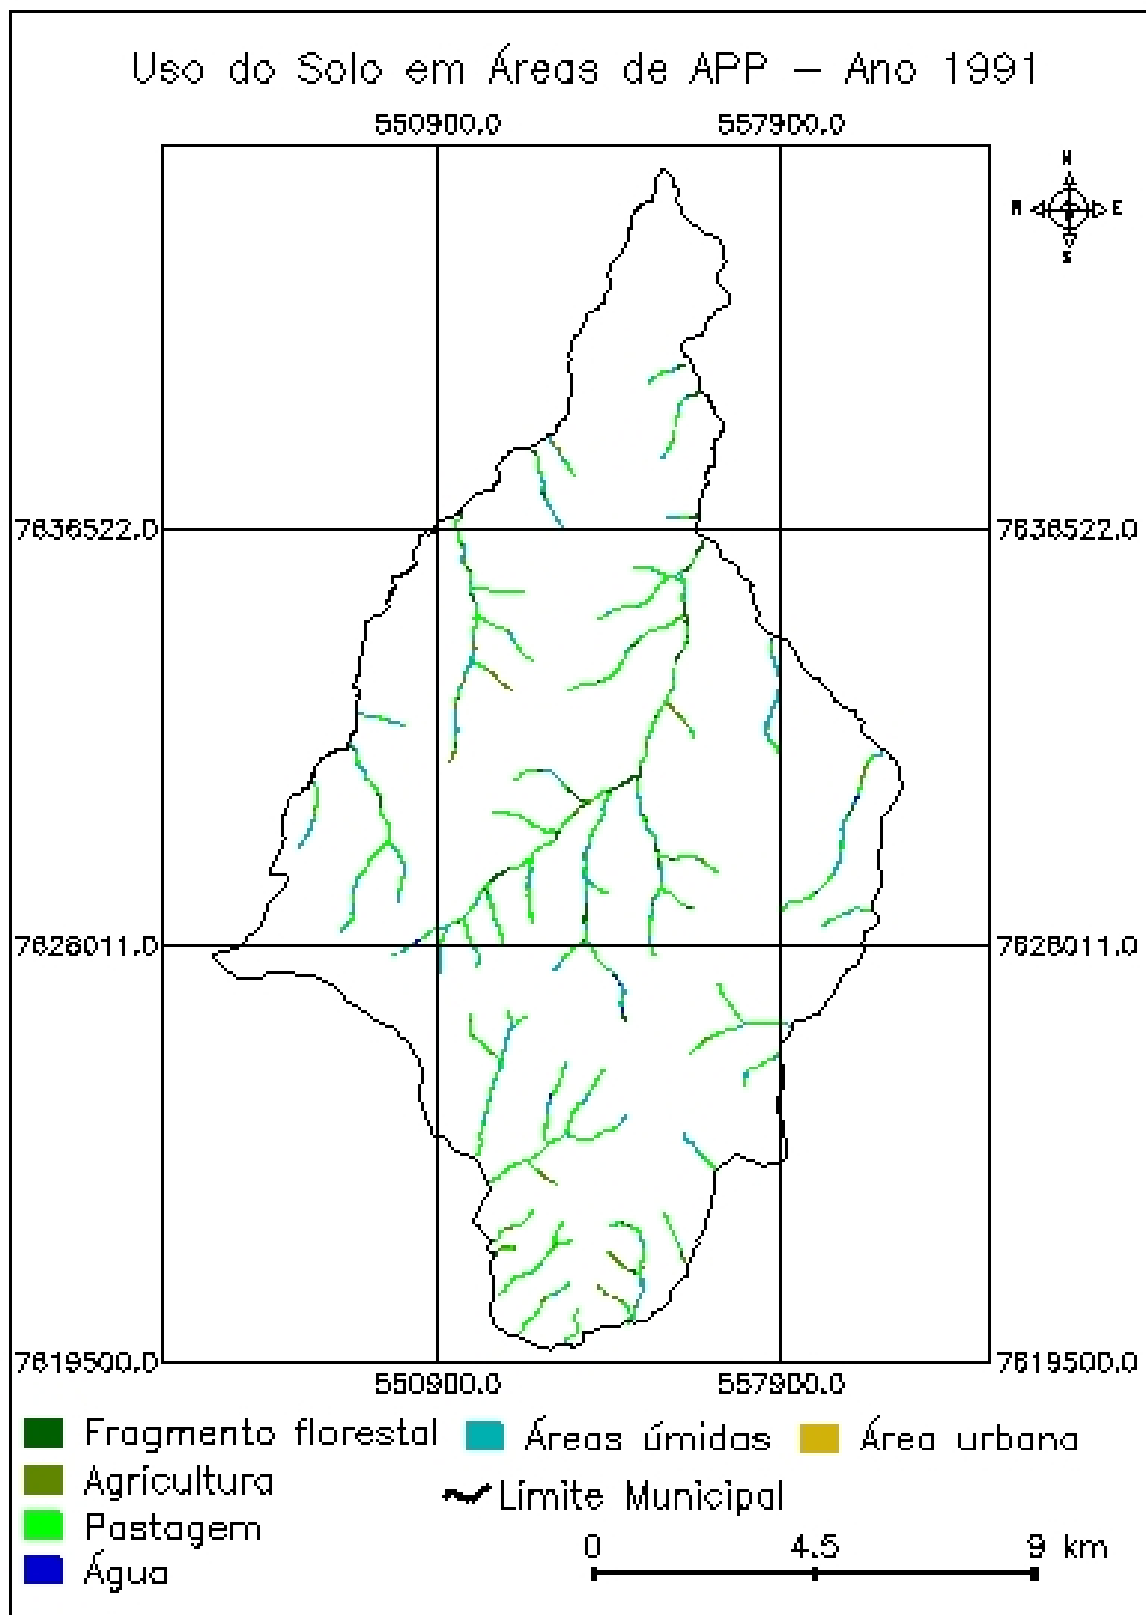 Uso do Solo em Áreas de APP – Ano 1991
550900.0 557900.0
N
W E
S
7636522.0 7636522.0
7628011.0 7628011.0
7619500.0 7619500.0
550900.0 557900.0
Fragmento florestal Áreas úmidas Área urbana
Agricultura Límite Municipal
Pastagem
0 4.5 9 km
Água